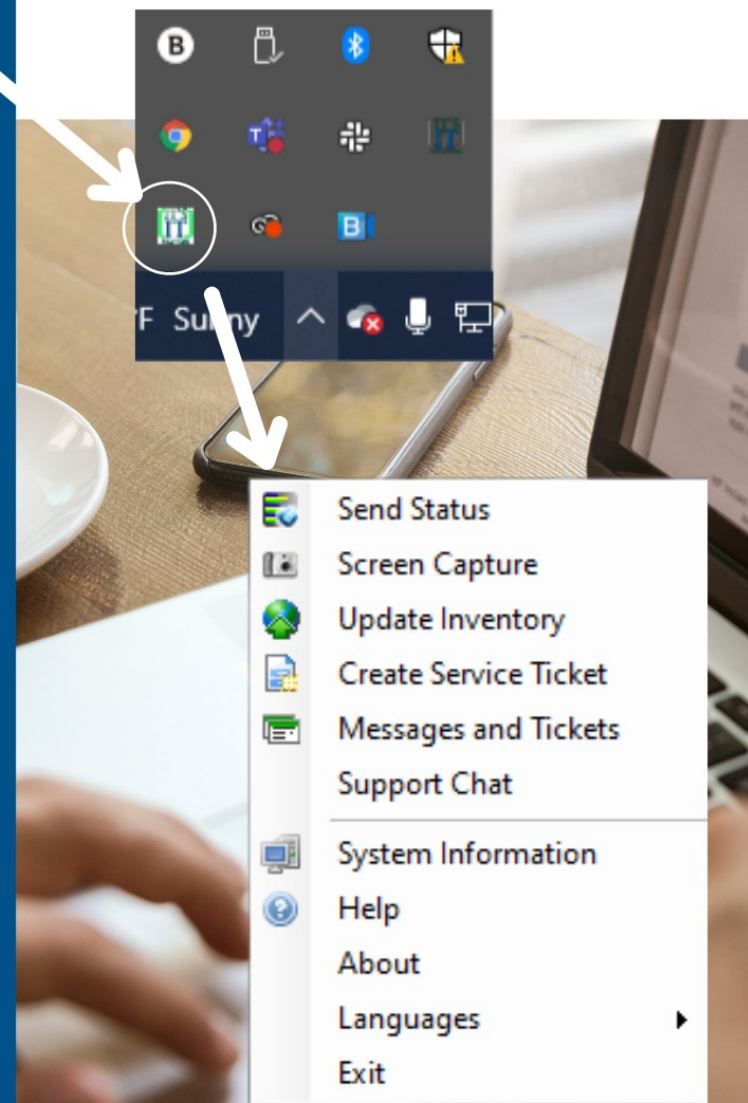 B
B
°F Sunny
Send Status
Screen Capture
Update Inventory
Create Service Ticket
Messages and Tickets
Support Chat
System Information
Help
About
Languages
Exit